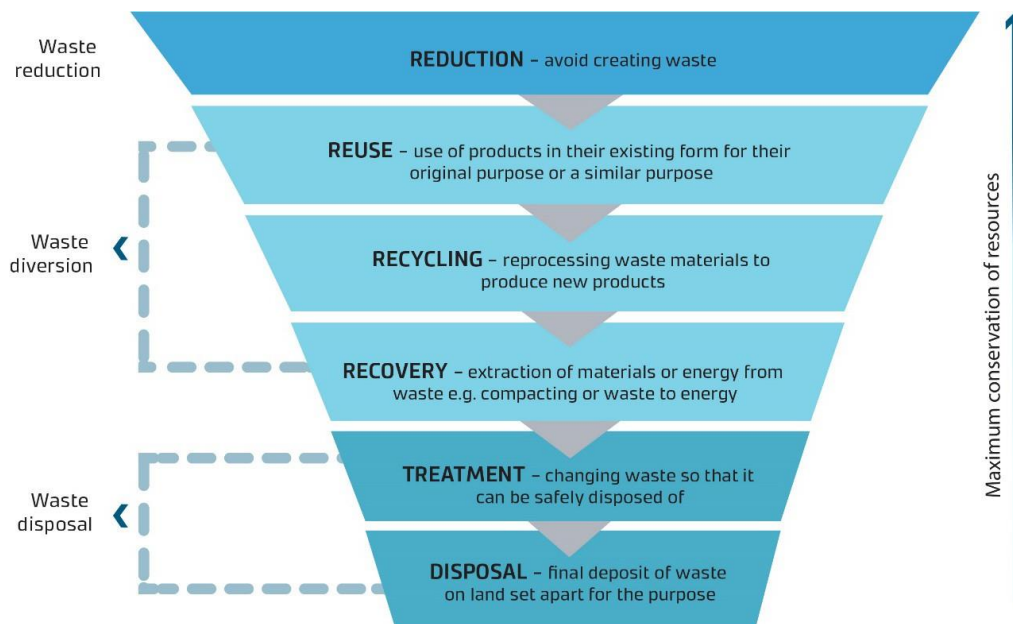 Waste
reduction
REDUCTION – avoid creating waste
REUSE – use of products in their existing form for their
original purpose or a similar purpose
Waste
diversion
RECYCLING – reprocessing waste materials to
produce new products
RECOVERY – extraction of materials or energy from
waste e.g. compacting or waste to energy
Waste
disposal
TREATMENT – changing waste so that it
can be safely disposed of
DISPOSAL – final deposit of waste
on land set apart for the purpose
Maximum conservation of resources